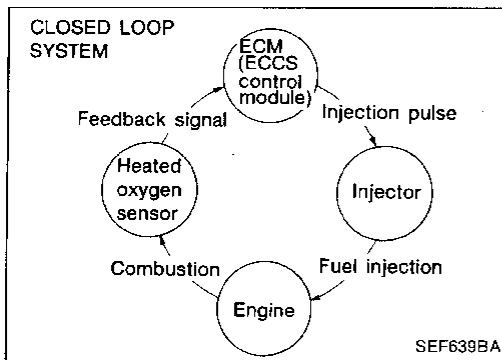 CLOSED LOOP
SYSTEM
ECM
(ECCS
control
module)
Injection pulse
Injector
Fuel injection
Engine
Combustion
Heated
oxygen
sensor
Feedback signal
SEF639BA